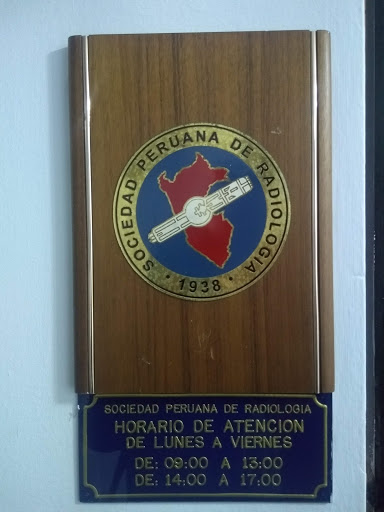 SOCIEDAD PERUANA DE RADIOLOGIA
· 1938 ·
SOCIEDAD PERUANA DE RADIOLOGIA
HORARIO DE ATENCION
DE LUNES A VIERNES
DE: 09:00 A 13:00
DE: 14:00 A 17:00